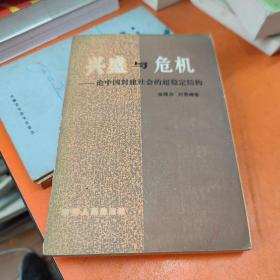 兴盛与危机
——论中国封建社会的超稳定结构
金观涛 刘青峰著
湖南人民出版社